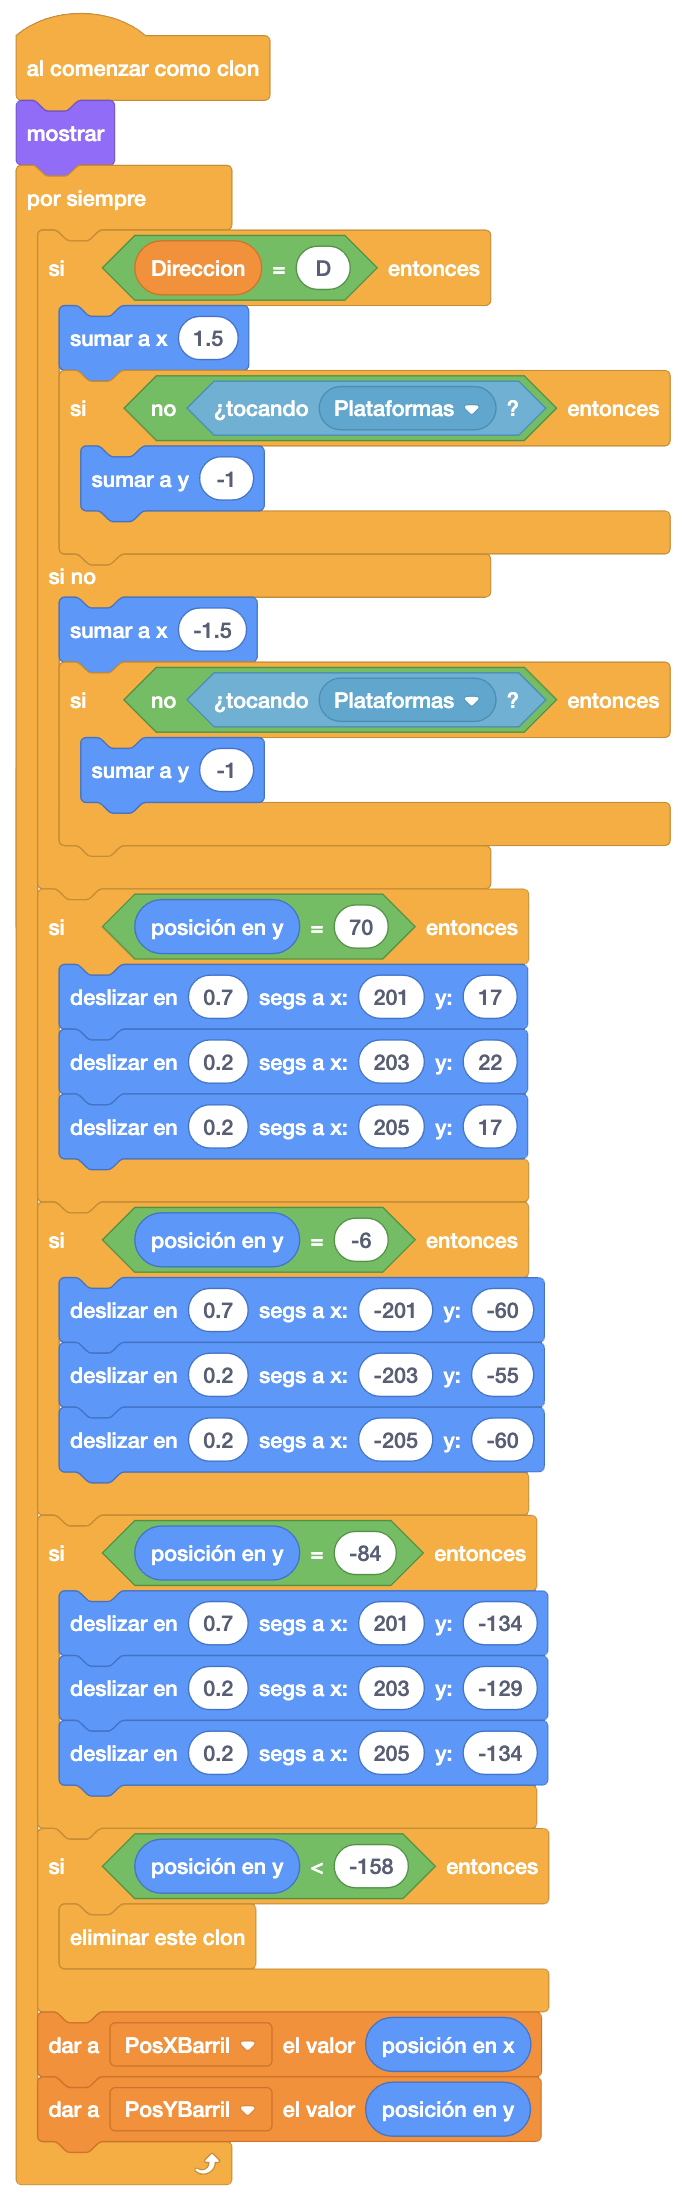 al comenzar como clon
mostrar
por siempre
si Direccion = D entonces
sumar a x 1.5
si no ¿tocando Plataformas ? entonces
sumar a y -1
si no
sumar a x -1.5
si no ¿tocando Plataformas ? entonces
sumar a y -1
si posición en y = 70 entonces
deslizar en 0.7 segs a x: 201 y: 17
deslizar en 0.2 segs a x: 203 y: 22
deslizar en 0.2 segs a x: 205 y: 17
si posición en y = -6 entonces
deslizar en 0.7 segs a x: -201 y: -60
deslizar en 0.2 segs a x: -203 y: -55
deslizar en 0.2 segs a x: -205 y: -60
si posición en y = -84 entonces
deslizar en 0.7 segs a x: 201 y: -134
deslizar en 0.2 segs a x: 203 y: -129
deslizar en 0.2 segs a x: 205 y: -134
si posición en y < -158 entonces
eliminar este clon
dar a PosXBarril el valor posición en x
dar a PosYBarril el valor posición en y